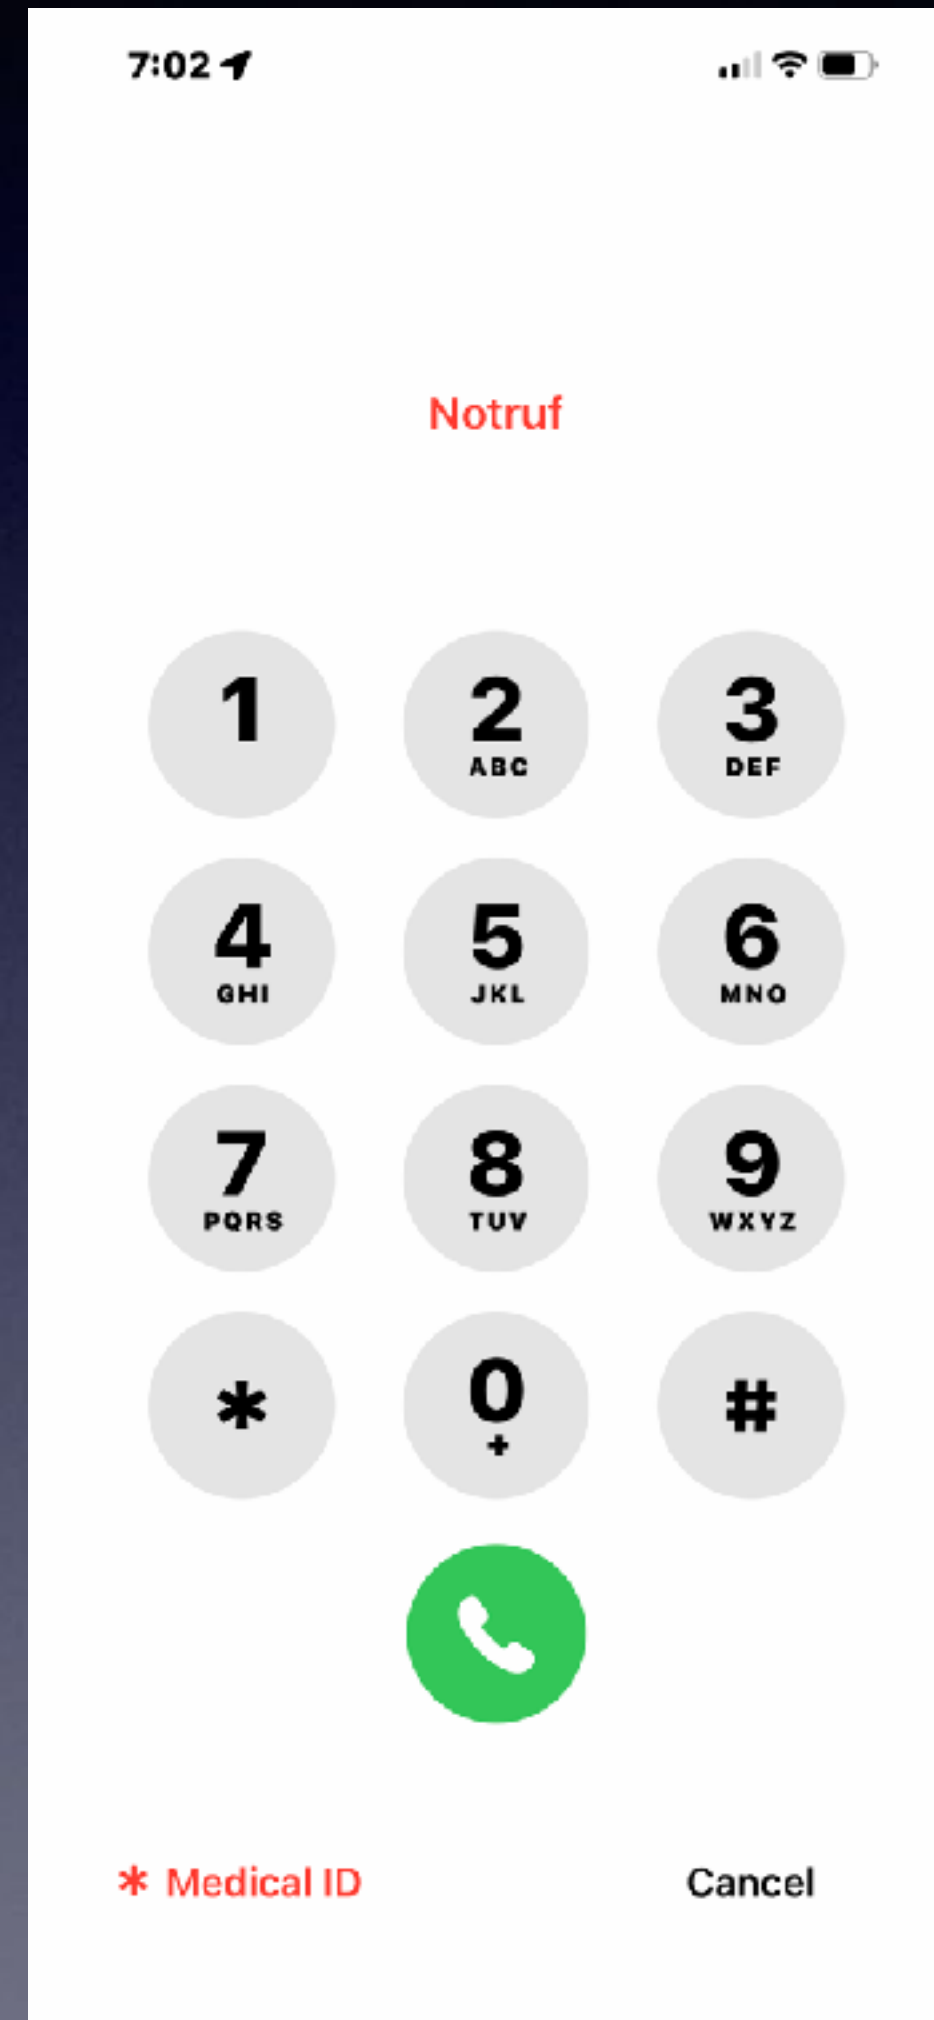 7:02
Notruf
1 2 3
ABC DEF
4 5 6
GHI JKL MNO
7 8 9
PQRS TUV WXYZ
* 0 #
+
* Medical ID Cancel